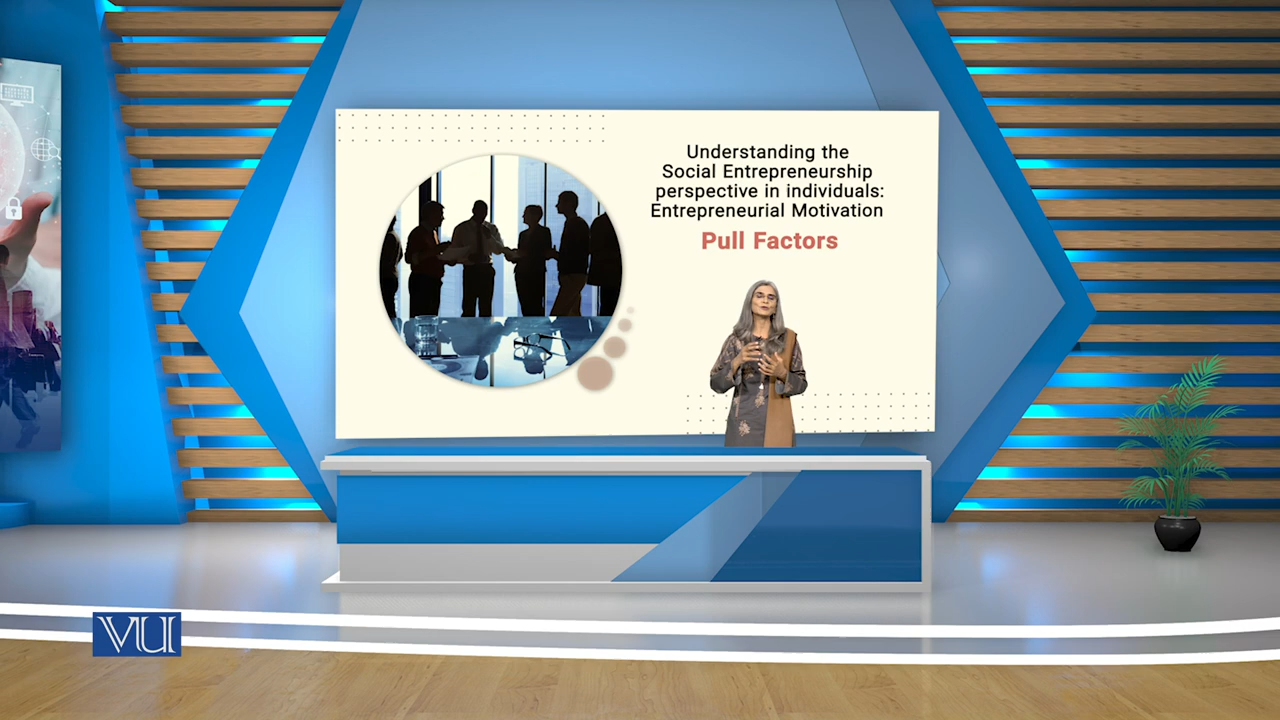 Understanding the
Social Entrepreneurship
perspective in individuals:
Entrepreneurial Motivation
Pull Factors
VU